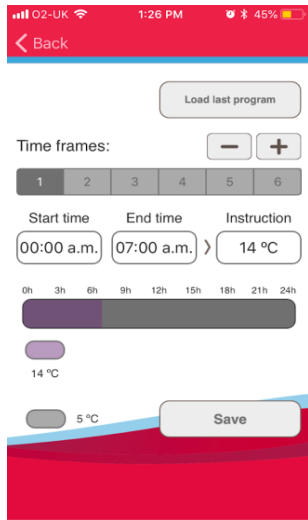 O2-UK 1:26 PM 45%
Back
Load last program
Time frames:
1 2 3 4 5 6
Start time End time Instruction
00:00 a.m. 07:00 a.m. 14 ºC
0h 3h 6h 9h 12h 15h 18h 21h 24h
14 ºC
5 ºC
Save